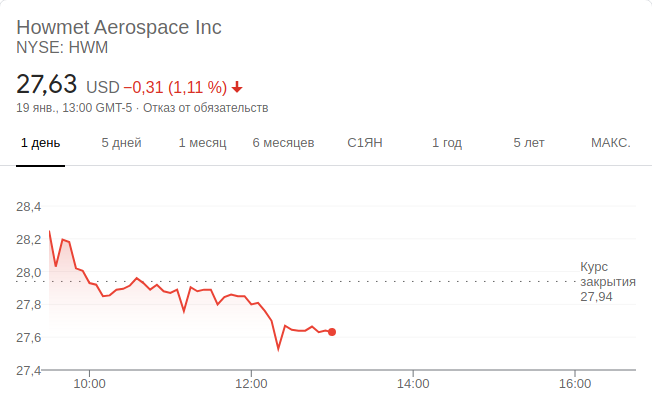 Howmet Aerospace Inc
NYSE: HWM
27,63 USD −0,31 (1,11 %)
19 янв., 13:00 GMT-5 · Отказ от обязательств
1 день 5 дней 1 месяц 6 месяцев С1ЯН 1 год 5 лет МАКС.
28,4
28,2
28,0
27,8
27,6
27,4
Курс
закрытия
27,94
10:00 12:00 14:00 16:00